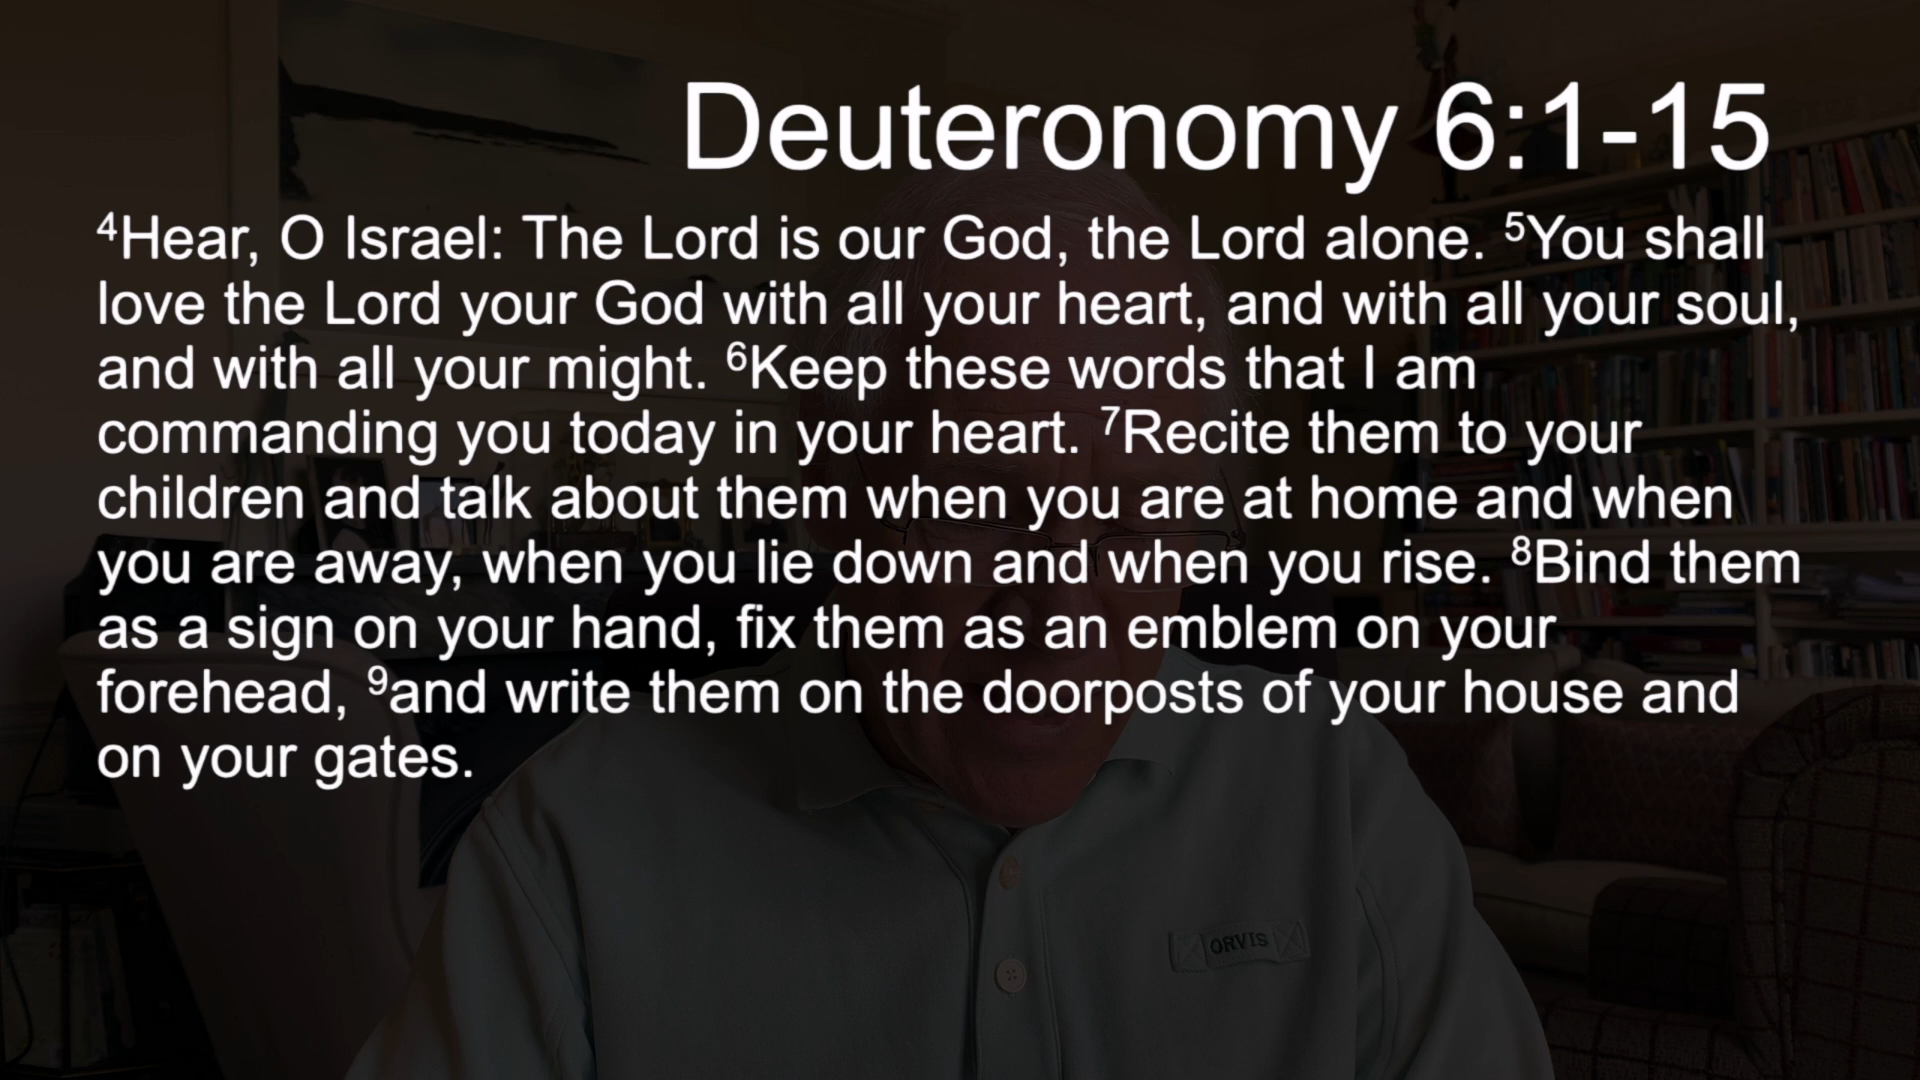 Deuteronomy 6:1-15
⁴Hear, O Israel: The Lord is our God, the Lord alone. ⁵You shall
love the Lord your God with all your heart, and with all your soul,
and with all your might. ⁶Keep these words that I am
commanding you today in your heart. ⁷Recite them to your
children and talk about them when you are at home and when
you are away, when you lie down and when you rise. ⁸Bind them
as a sign on your hand, fix them as an emblem on your
forehead, ⁹and write them on the doorposts of your house and
on your gates.
ORVIS